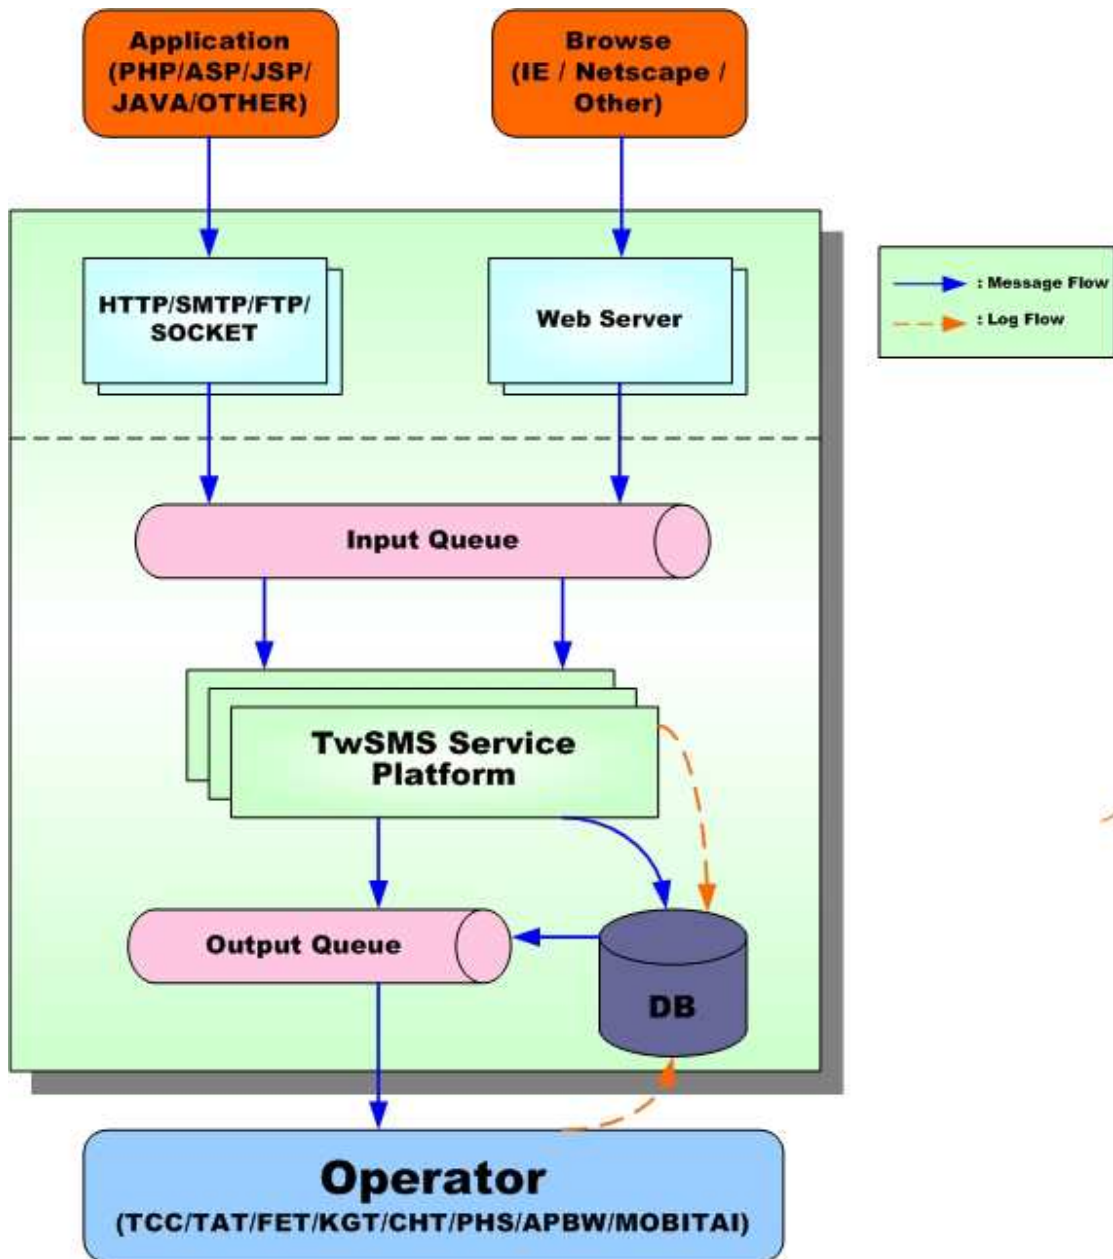 Application
(PHP/ASP/JSP/
JAVA/OTHER)
Browse
(IE / Netscape /
Other)
HTTP/SMTP/FTP/
SOCKET
Web Server
: Message Flow
: Log Flow
Input Queue
TwSMS Service
Platform
Output Queue
DB
Operator
(TCC/TAT/FET/KGT/CHT/PHS/APBW/MOBITAI)